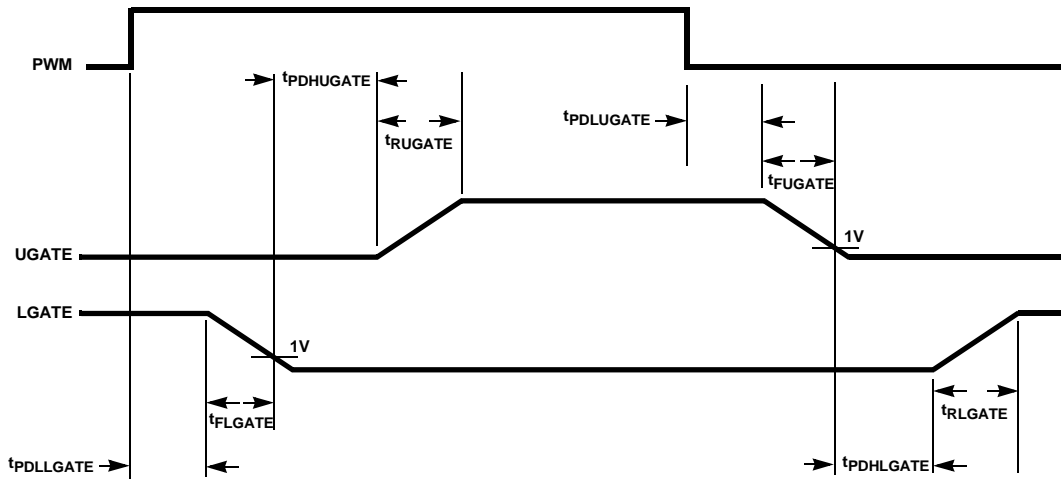 PWM
tPDHUGATE
tRUGATE
tPDLUGATE
tFUGATE
1V
UGATE
LGATE
1V
tFLGATE
tRLGATE
tPDLLGATE
tPDHLGATE